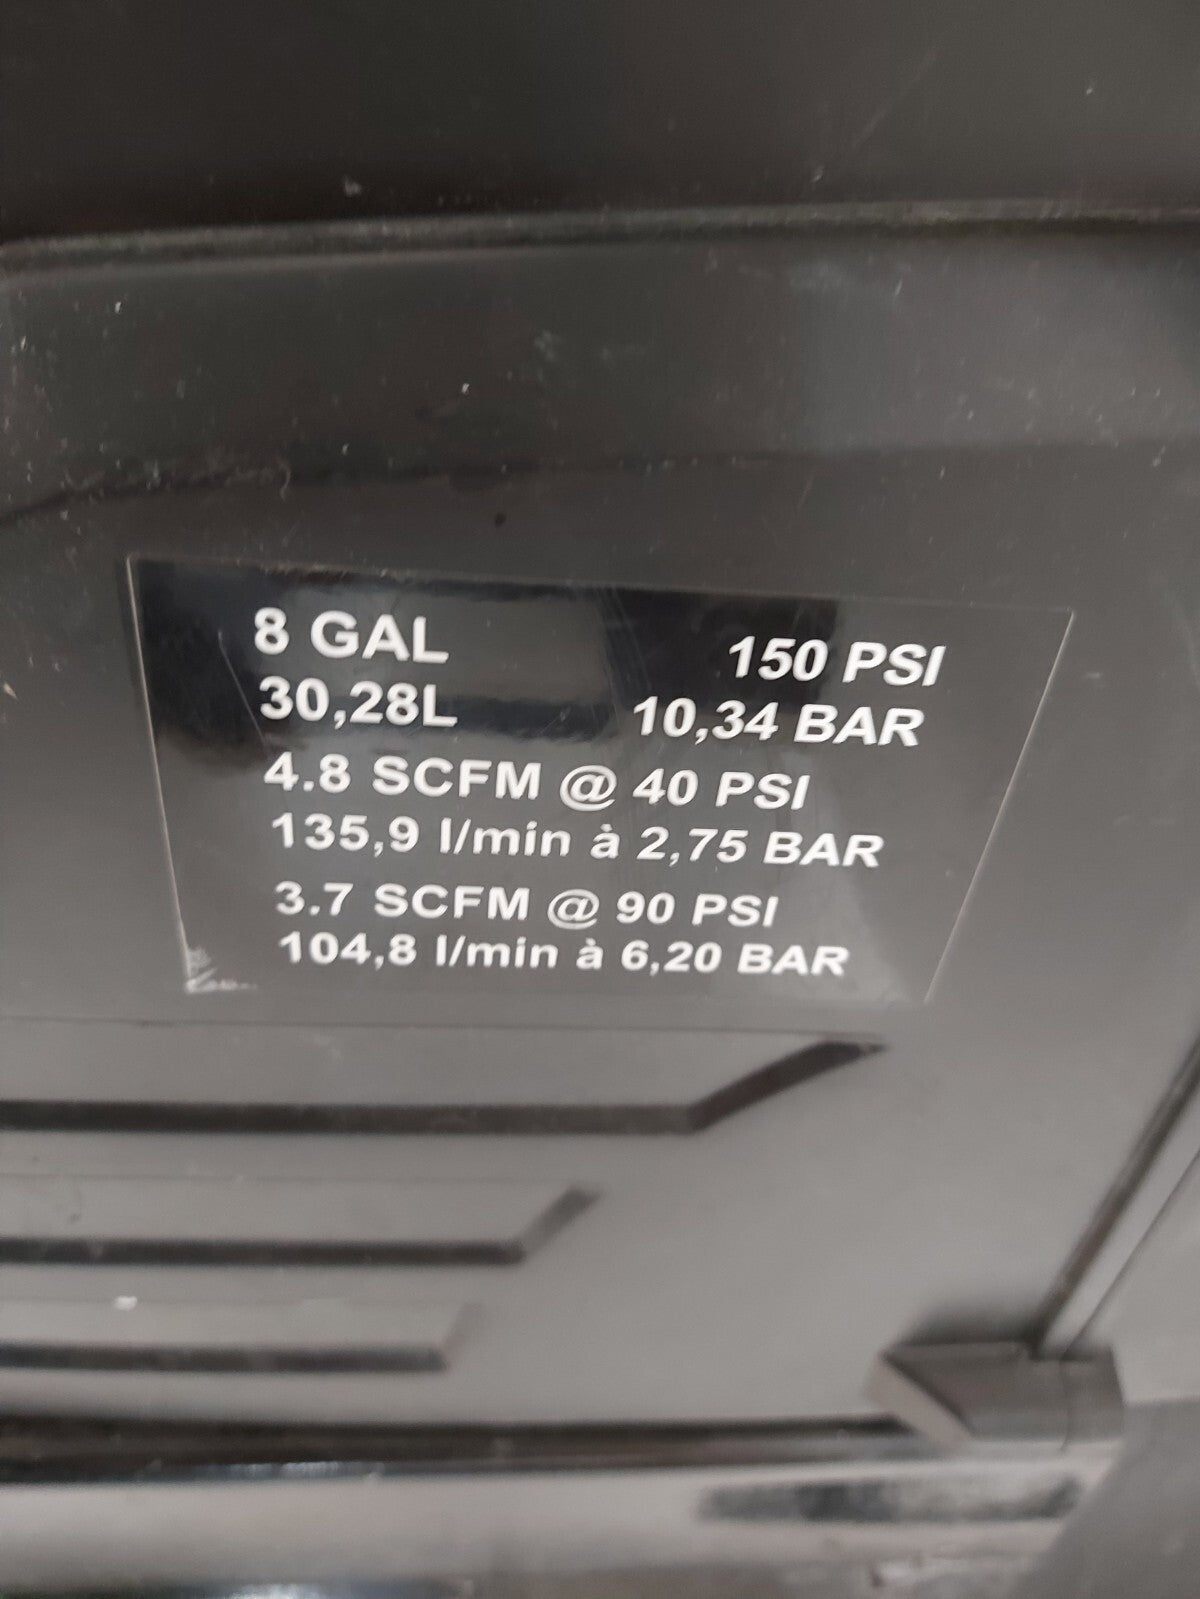 8 GAL 150 PSI
30,28L 10,34 BAR
4.8 SCFM @ 40 PSI
135,9 l/min à 2,75 BAR
3.7 SCFM @ 90 PSI
104,8 l/min à 6,20 BAR